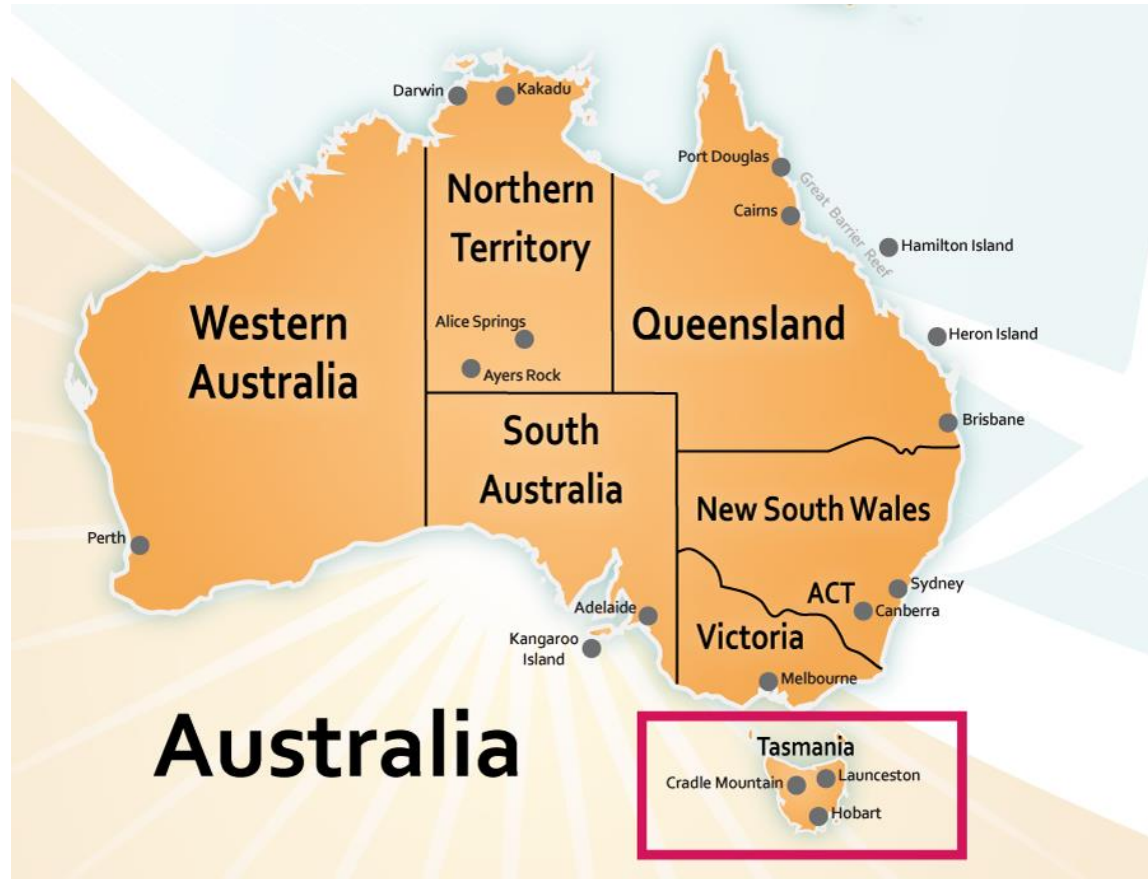 Darwin
Kakadu
Port Douglas
Great Barrier Reef
Cairns
Hamilton Island
Northern
Territory
Western
Australia
Alice Springs
Ayers Rock
Queensland
Heron Island
Brisbane
South
Australia
New South Wales
Perth
Adelaide
Kangaroo
Island
ACT
Sydney
Canberra
Victoria
Melbourne
Australia
Tasmania
Cradle Mountain
Launceston
Hobart